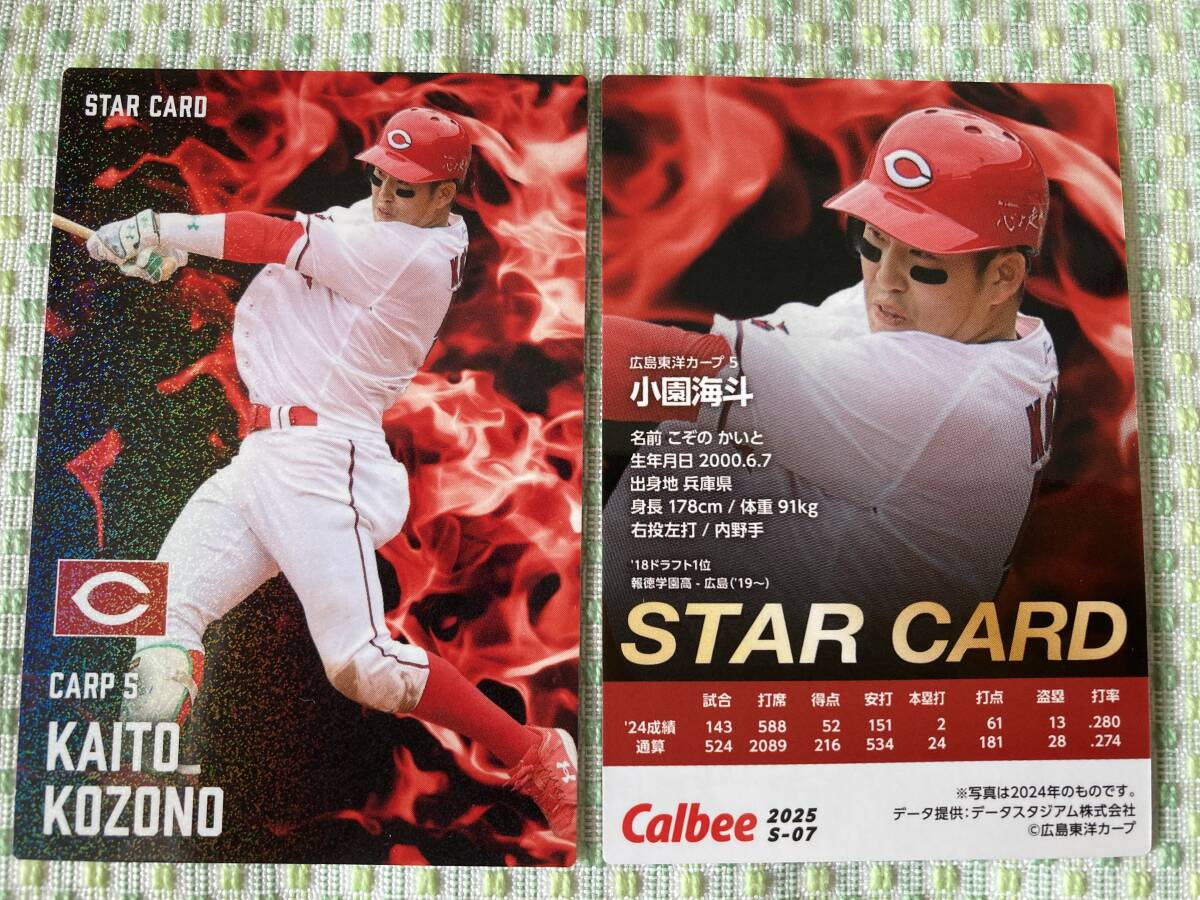 STAR CARD
CARP 5
KAITO
KOZONO
広島東洋カープ 5
小園海斗
名前 こぞの かいと
生年月日 2000.6.7
出身地 兵庫県
身長 178cm / 体重 91kg
右投左打 / 内野手
'18ドラフト1位
報徳学園高 - 広島('19〜)
STAR CARD
試合 打席 得点 安打 本塁打 打点 盗塁 打率
'24成績 143 588 52 151 2 61 13 .280
通算 524 2089 216 534 24 181 28 .274
※写真は2024年のものです。
データ提供:データスタジアム株式会社
©広島東洋カープ
Calbee 2025
S-07